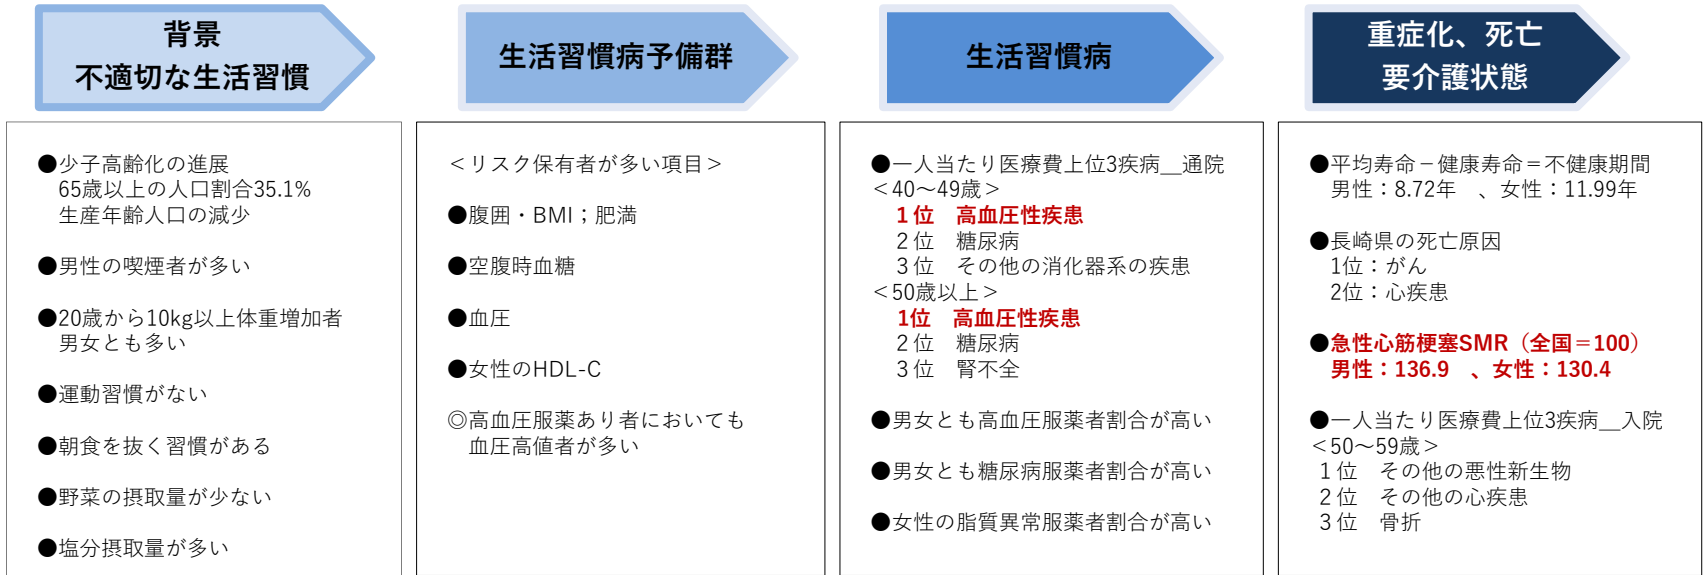 背景
不適切な生活習慣
●少子高齢化の進展
65歳以上の人口割合35.1%
生産年齢人口の減少
●男性の喫煙者が多い
●20歳から10kg以上体重増加者
男女とも多い
●運動習慣がない
●朝食を抜く習慣がある
●野菜の摂取量が少ない
●塩分摂取量が多い
生活習慣病予備群
＜リスク保有者が多い項目＞
●腹囲・BMI；肥満
●空腹時血糖
●血圧
●女性のHDL-C
◎高血圧服薬あり者においても
血圧高値者が多い
生活習慣病
●一人当たり医療費上位3疾病__通院
＜40～49歳＞
１位　高血圧性疾患
２位　糖尿病
３位　その他の消化器系の疾患
＜50歳以上＞
1位　高血圧性疾患
２位　糖尿病
３位　腎不全
●男女とも高血圧服薬者割合が高い
●男女とも糖尿病服薬者割合が高い
●女性の脂質異常服薬者割合が高い
重症化、死亡
要介護状態
●平均寿命－健康寿命＝不健康期間
男性：8.72年　、女性：11.99年
●長崎県の死亡原因
1位：がん
2位：心疾患
●急性心筋梗塞SMR（全国＝100）
男性：136.9　、女性：130.4
●一人当たり医療費上位3疾病__入院
＜50～59歳＞
１位　その他の悪性新生物
２位　その他の心疾患
３位　骨折